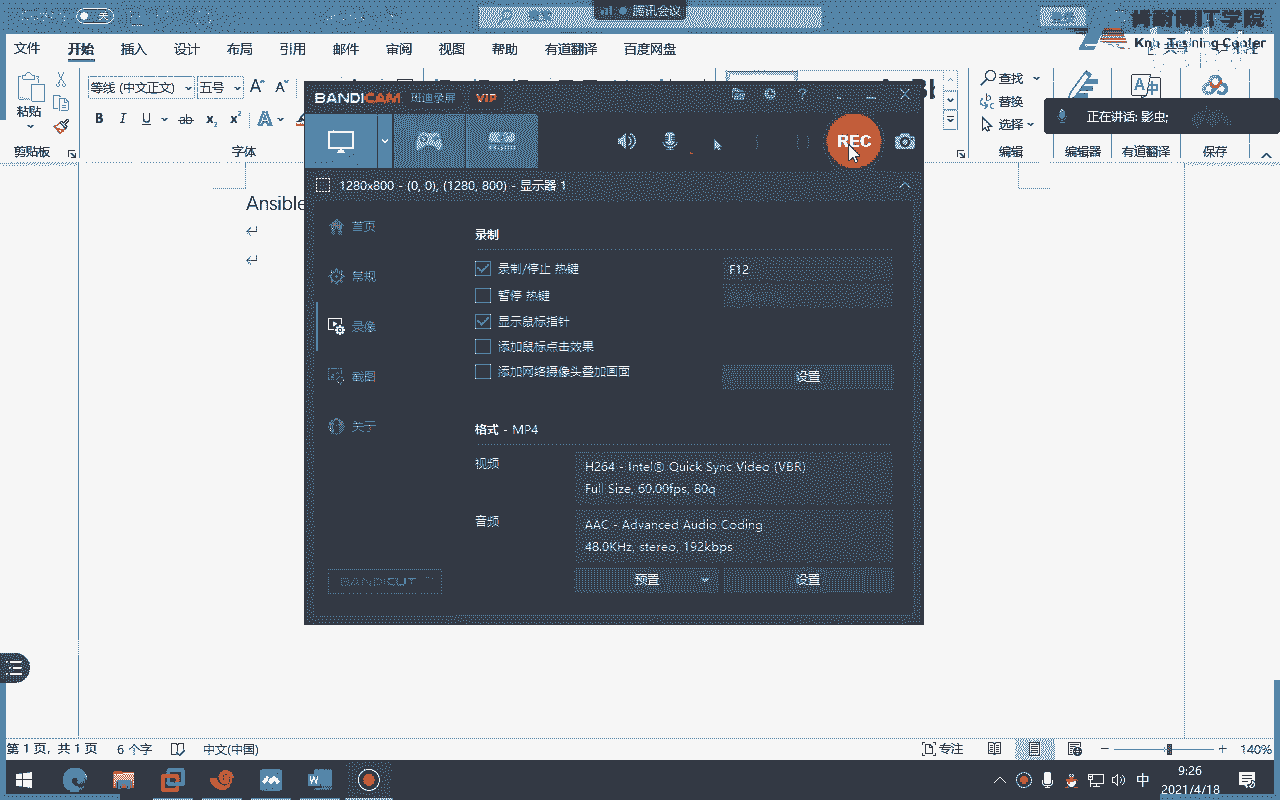 关
腾讯会议
肯耐博IT学院
Knb Training Center
文件 开始 插入 设计 布局 引用 邮件 审阅 视图 帮助 有道翻译 百度网盘
等线 (中文正文) 五号
查找
替换
选择
正在讲话: 影虫;
粘贴
剪贴板 字体 编辑 编辑器 有道翻译 保存
BANDICAM 班迪录屏 VIP
REC
1280x800 - (0, 0), (1280, 800) - 显示器 1
Ansible
首页
常规
录像
截图
关于
录制
录制/停止 热键 F12
暂停 热键
显示鼠标指针
添加鼠标点击效果
添加网络摄像头叠加画面 设置
格式 - MP4
视频 H264 - Intel® Quick Sync Video (VBR)
Full Size, 60.00fps, 80q
音频 AAC - Advanced Audio Coding
48.0KHz, stereo, 192kbps
BANDICUT 预置 设置
第 1 页, 共 1 页 6 个字 中文(中国) 专注 140%
中 9:26
2021/4/18